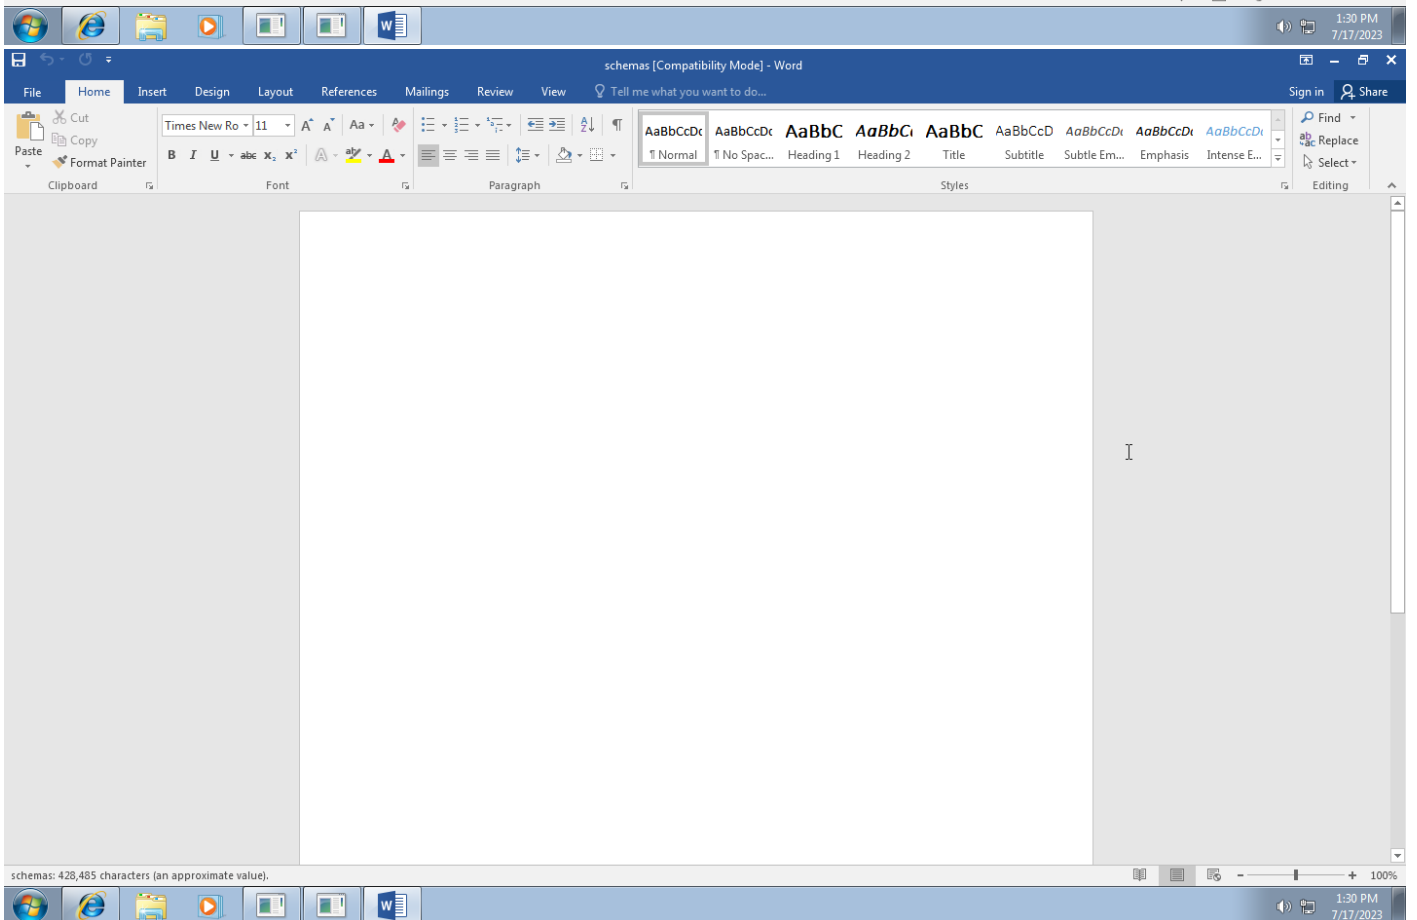 1:30 PM
7/17/2023
schemas [Compatibility Mode] - Word
File Home Insert Design Layout References Mailings Review View Tell me what you want to do... Sign in Share
Paste
Cut
Copy
Format Painter
Clipboard
Times New Ro 11 Aa
B I U abc X₂ X²
Font
Paragraph
AaBbCcDc AaBbCcDc AaBbC AaBbC AaBbC AaBbCcD AaBbCcDc AaBbCcDc AaBbCcDc
¶ Normal ¶ No Spac... Heading 1 Heading 2 Title Subtitle Subtle Em... Emphasis Intense E...
Styles
Find
Replace
Select
Editing
schemas: 428,485 characters (an approximate value).
100%
1:30 PM
7/17/2023